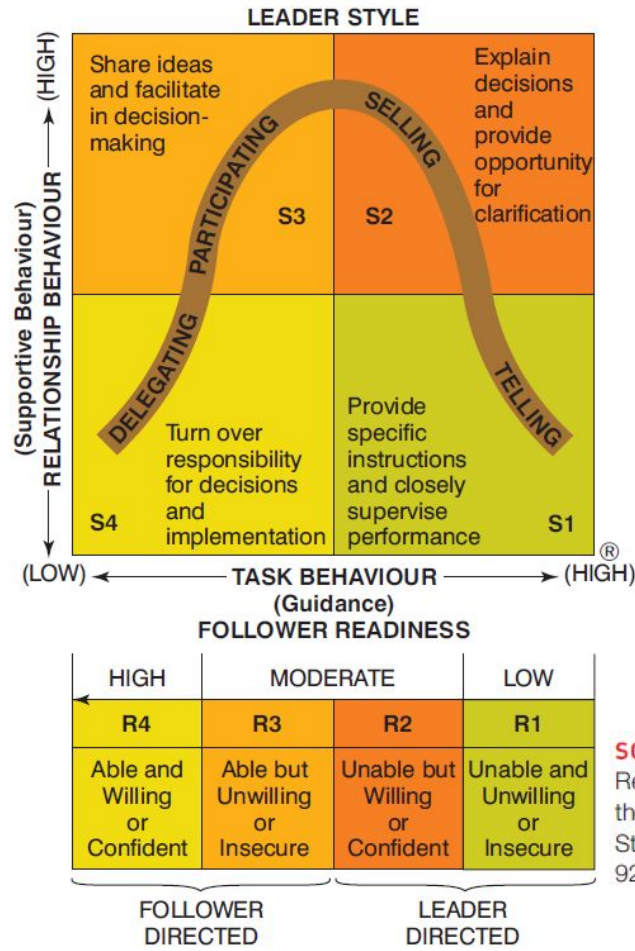 LEADER STYLE
(HIGH)
Share ideas
and facilitate
in decision-
making
Explain
decisions
and
provide
opportunity
for
clarification
PARTICIPATING
SELLING
S3
S2
(Supportive Behaviour)
RELATIONSHIP BEHAVIOUR
DELEGATING
TELLING
Turn over
responsibility
for decisions
and
implementation
S4
Provide
specific
instructions
and closely
supervise
performance
S1
®
(LOW)
TASK BEHAVIOUR
(HIGH)
(Guidance)
FOLLOWER READINESS
HIGH
MODERATE
LOW
R4
R3
R2
R1
Able and
Willing
or
Confident
Able but
Unwilling
or
Insecure
Unable but
Willing
or
Confident
Unable and
Unwilling
or
Insecure
FOLLOWER
DIRECTED
LEADER
DIRECTED
Re
th
St
92